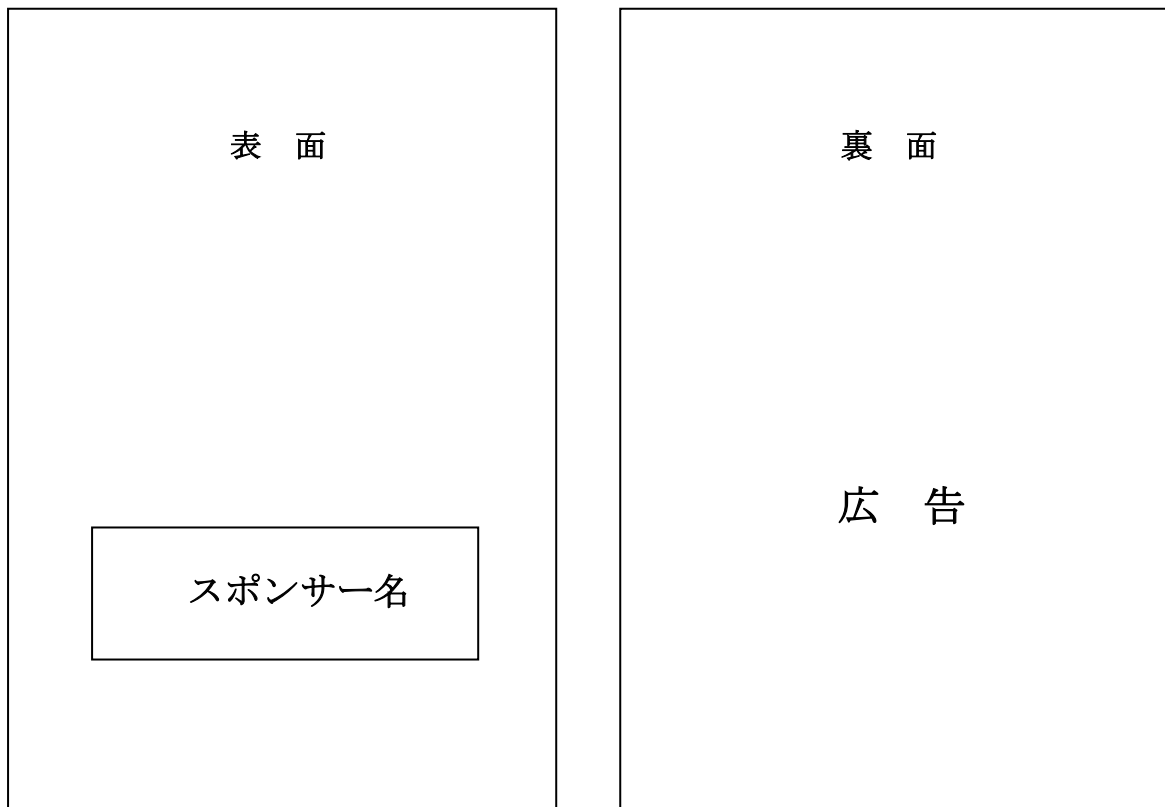 表　面
スポンサー名
裏　面
広　告